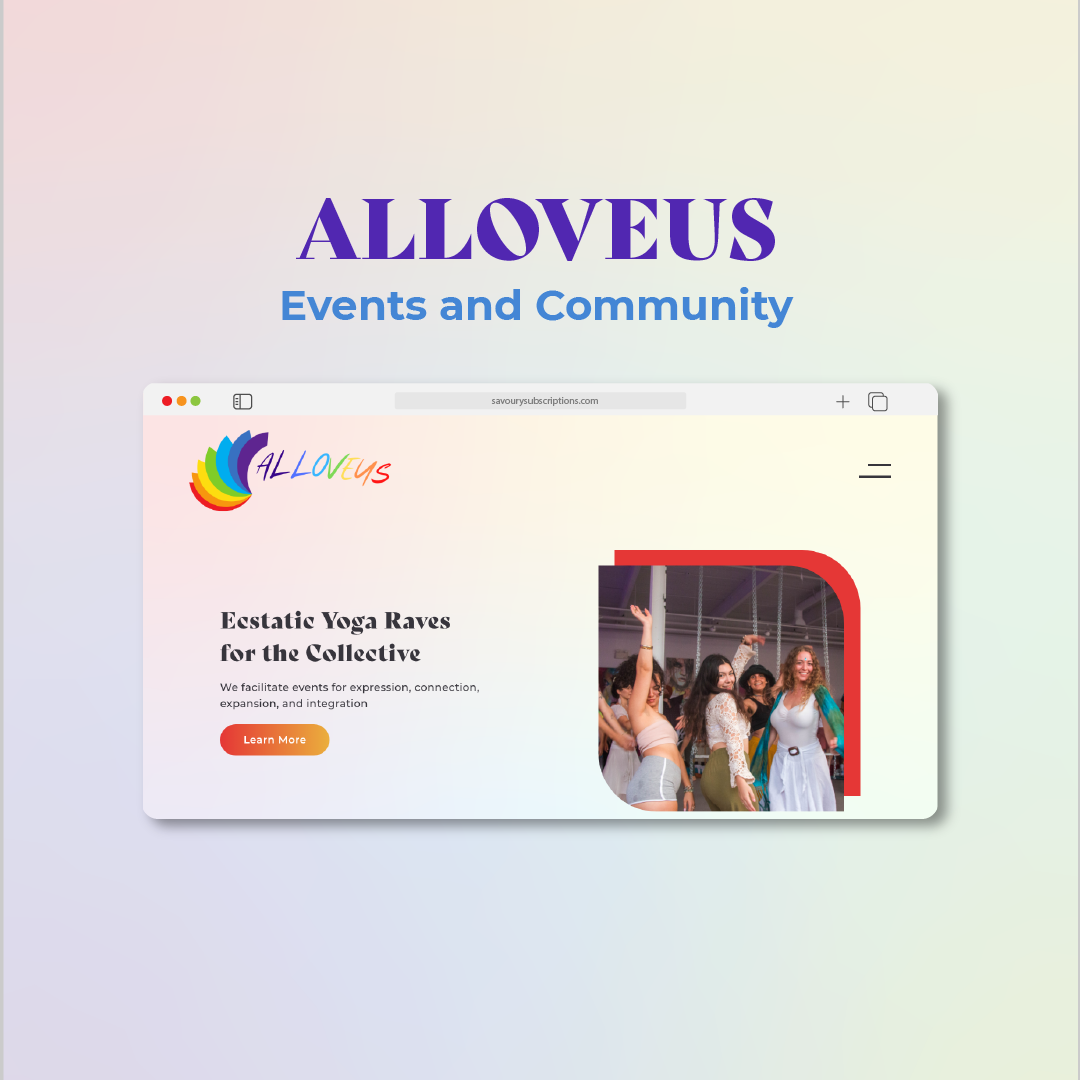 ALLOVEUS
Events and Community
savourysubscriptions.com
ALLOVEUS
Ecstatic Yoga Raves
for the Collective
We facilitate events for expression, connection,
expansion, and integration
Learn More